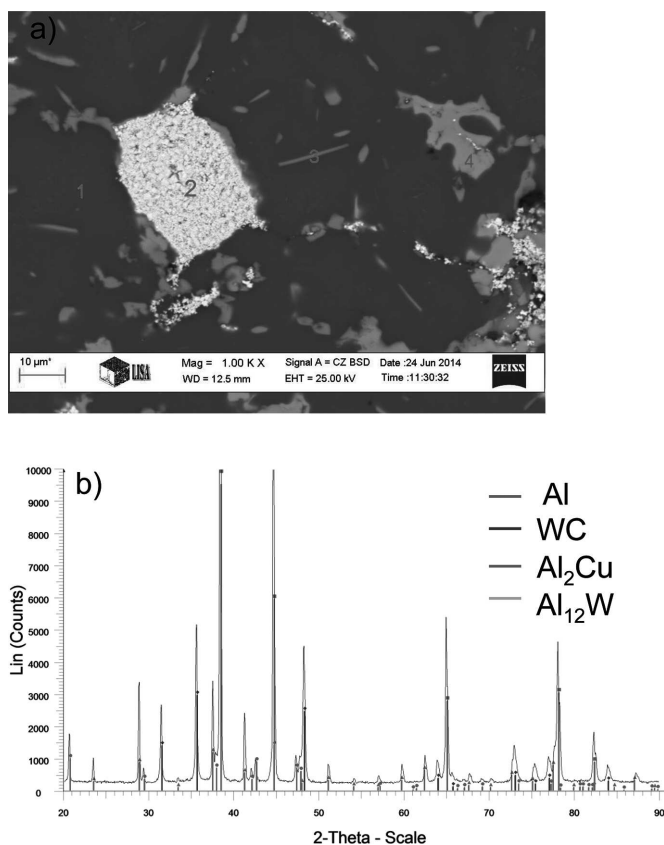 a)
1
2
3
4
10 µm*
LISA
Mag = 1.00 K X
WD = 12.5 mm
Signal A = CZ BSD
EHT = 25.00 kV
Date :24 Jun 2014
Time :11:30:32
ZEISS
b)
Lin (Counts)
10000
9000
8000
7000
6000
5000
4000
3000
2000
1000
0
Al
WC
Al2Cu
Al12W
20 30 40 50 60 70 80 90
2-Theta - Scale